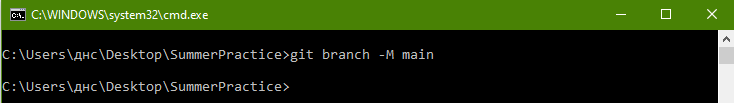 C:\WINDOWS\system32\cmd.exe
C:\Users\днс\Desktop\SummerPractice>git branch -M main
C:\Users\днс\Desktop\SummerPractice>